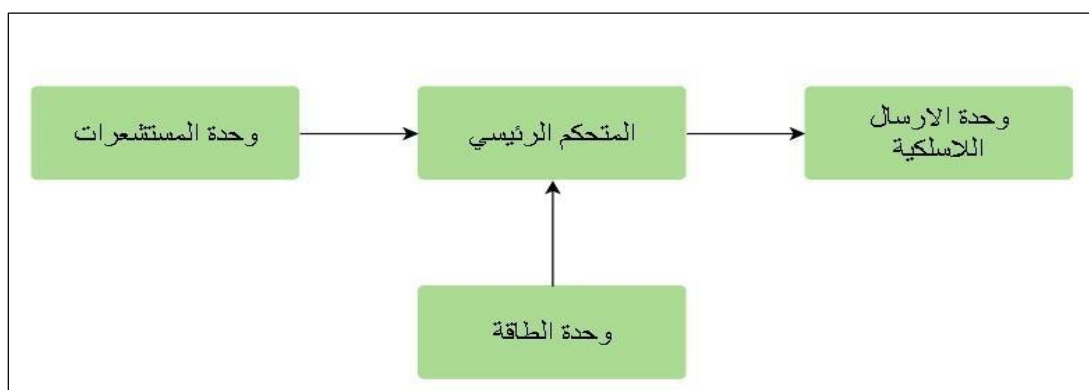 وحدة المستشعرات
المتحكم الرئيسي
وحدة الارسال
اللاسلكية
وحدة الطاقة